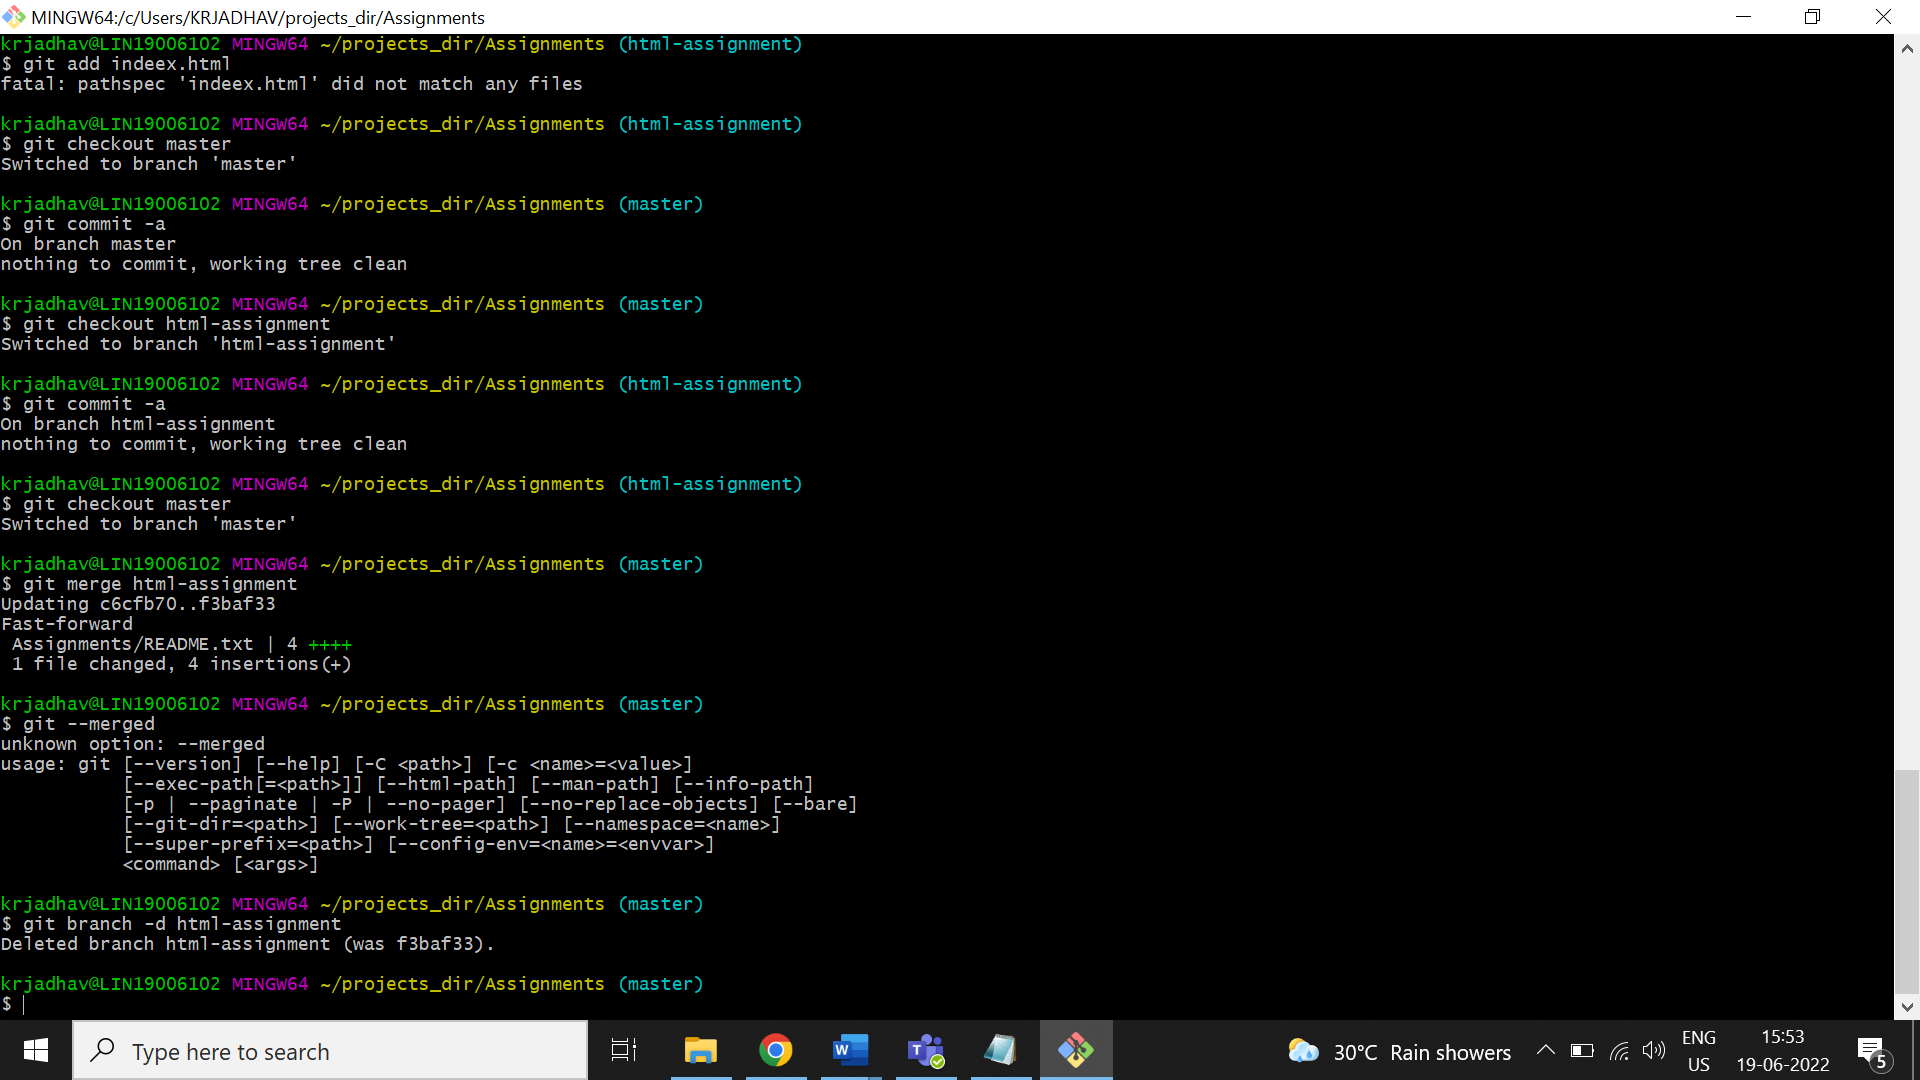 MINGW64:/c/Users/KRJADHAV/projects_dir/Assignments
krjadhav@LIN19006102 MINGW64 ~/projects_dir/Assignments (html-assignment)
$ git add indeex.html
fatal: pathspec 'indeex.html' did not match any files
krjadhav@LIN19006102 MINGW64 ~/projects_dir/Assignments (html-assignment)
$ git checkout master
Switched to branch 'master'
krjadhav@LIN19006102 MINGW64 ~/projects_dir/Assignments (master)
$ git commit -a
On branch master
nothing to commit, working tree clean
krjadhav@LIN19006102 MINGW64 ~/projects_dir/Assignments (master)
$ git checkout html-assignment
Switched to branch 'html-assignment'
krjadhav@LIN19006102 MINGW64 ~/projects_dir/Assignments (html-assignment)
$ git commit -a
On branch html-assignment
nothing to commit, working tree clean
krjadhav@LIN19006102 MINGW64 ~/projects_dir/Assignments (html-assignment)
$ git checkout master
Switched to branch 'master'
krjadhav@LIN19006102 MINGW64 ~/projects_dir/Assignments (master)
$ git merge html-assignment
Updating c6cfb70..f3baf33
Fast-forward
 Assignments/README.txt | 4 ++++
 1 file changed, 4 insertions(+)
krjadhav@LIN19006102 MINGW64 ~/projects_dir/Assignments (master)
$ git --merged
unknown option: --merged
usage: git [--version] [--help] [-C <path>] [-c <name>=<value>]
           [--exec-path[=<path>]] [--html-path] [--man-path] [--info-path]
           [-p | --paginate | -P | --no-pager] [--no-replace-objects] [--bare]
           [--git-dir=<path>] [--work-tree=<path>] [--namespace=<name>]
           [--super-prefix=<path>] [--config-env=<name>=<envvar>]
           <command> [<args>]
krjadhav@LIN19006102 MINGW64 ~/projects_dir/Assignments (master)
$ git branch -d html-assignment
Deleted branch html-assignment (was f3baf33).
krjadhav@LIN19006102 MINGW64 ~/projects_dir/Assignments (master)
$
Type here to search
30°C Rain showers
ENG
US
15:53
19-06-2022
5